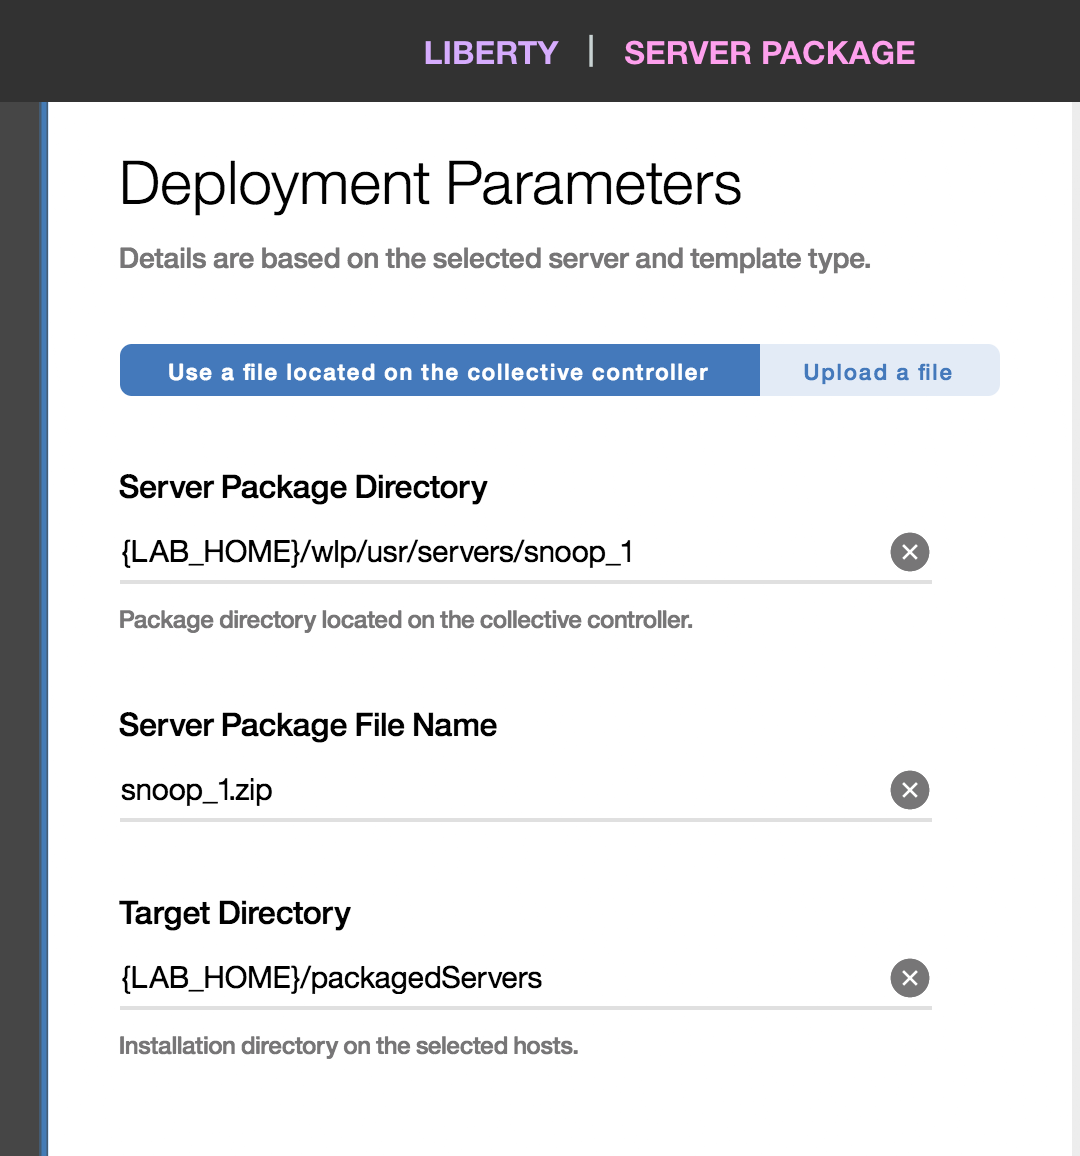 LIBERTY | SERVER PACKAGE
Deployment Parameters
Details are based on the selected server and template type.
Use a file located on the collective controller Upload a file
Server Package Directory
{LAB_HOME}/wlp/usr/servers/snoop_1
Package directory located on the collective controller.
Server Package File Name
snoop_1.zip
Target Directory
{LAB_HOME}/packagedServers
Installation directory on the selected hosts.